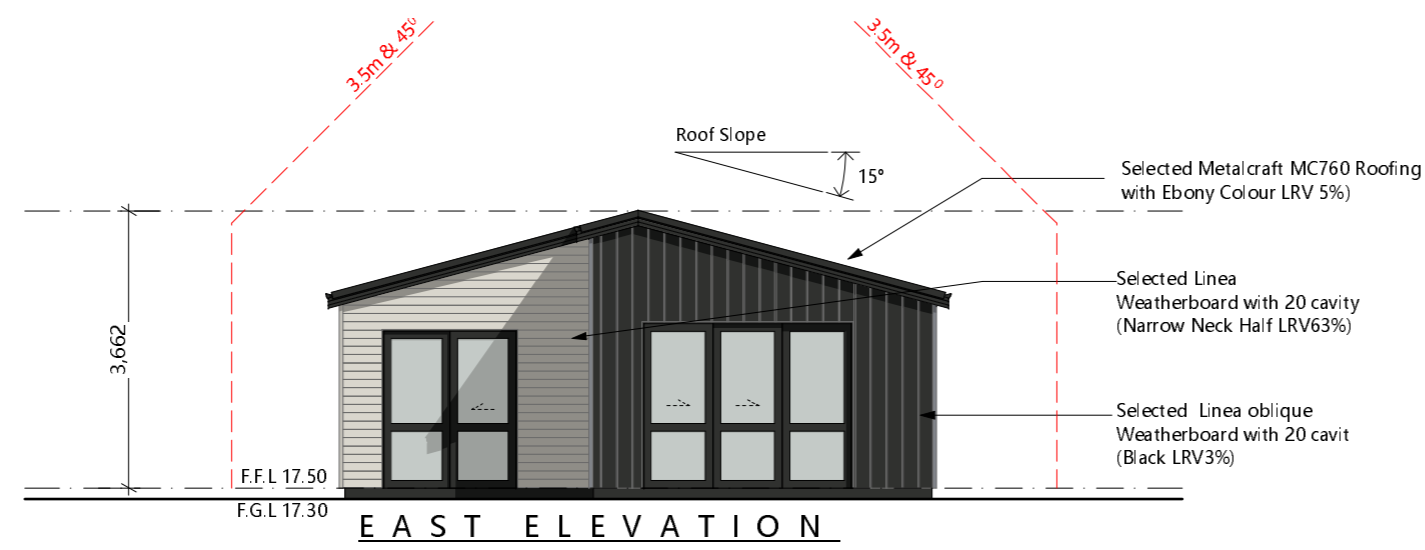 3.5m & 45⁰
3.5m & 45⁰
Roof Slope
15°
Selected Metalcraft MC760 Roofing
with Ebony Colour LRV 5%)
Selected Linea
Weatherboard with 20 cavity
(Narrow Neck Half LRV63%)
3,662
Selected Linea oblique
Weatherboard with 20 cavit
(Black LRV3%)
F.F.L 17.50
F.G.L 17.30
EAST ELEVATION